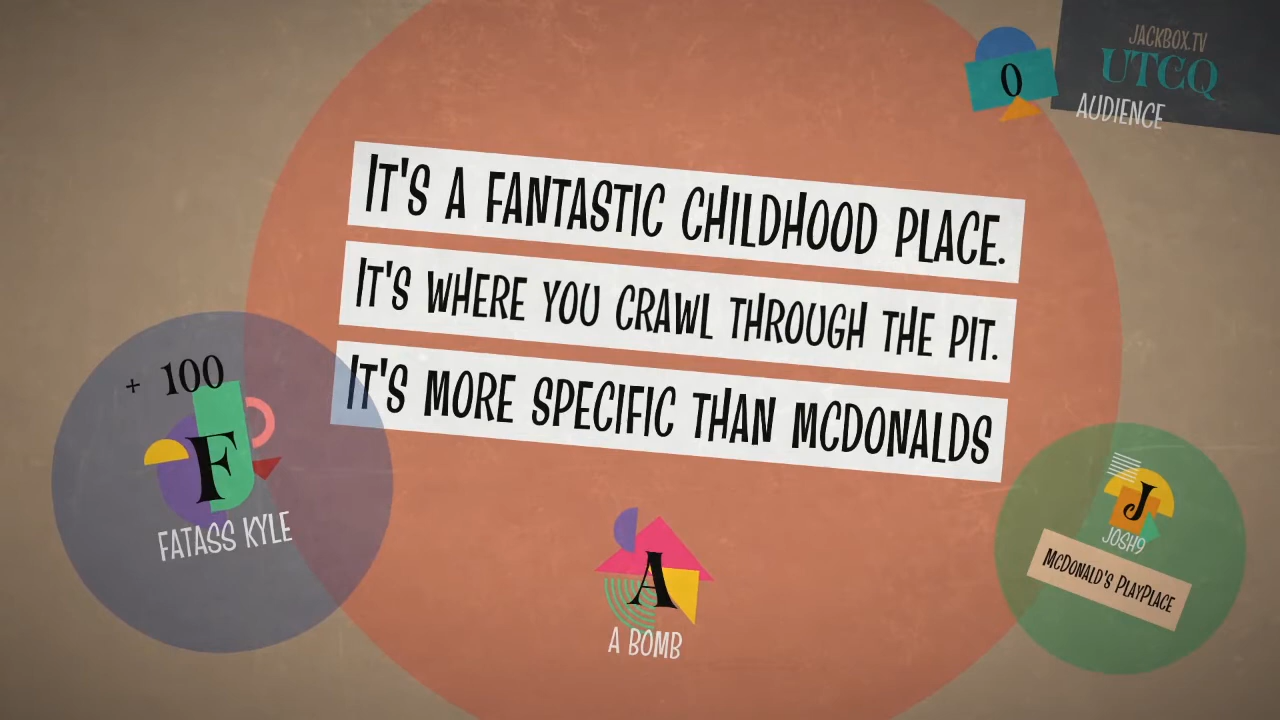 JACKBOX.TV
UTCQ
0
AUDIENCE
IT'S A FANTASTIC CHILDHOOD PLACE.
IT'S WHERE YOU CRAWL THROUGH THE PIT.
IT'S MORE SPECIFIC THAN MCDONALDS
+ 100
F
FATASS KYLE
A
A BOMB
J
JOSH9
MCDONALD'S PLAYPLACE